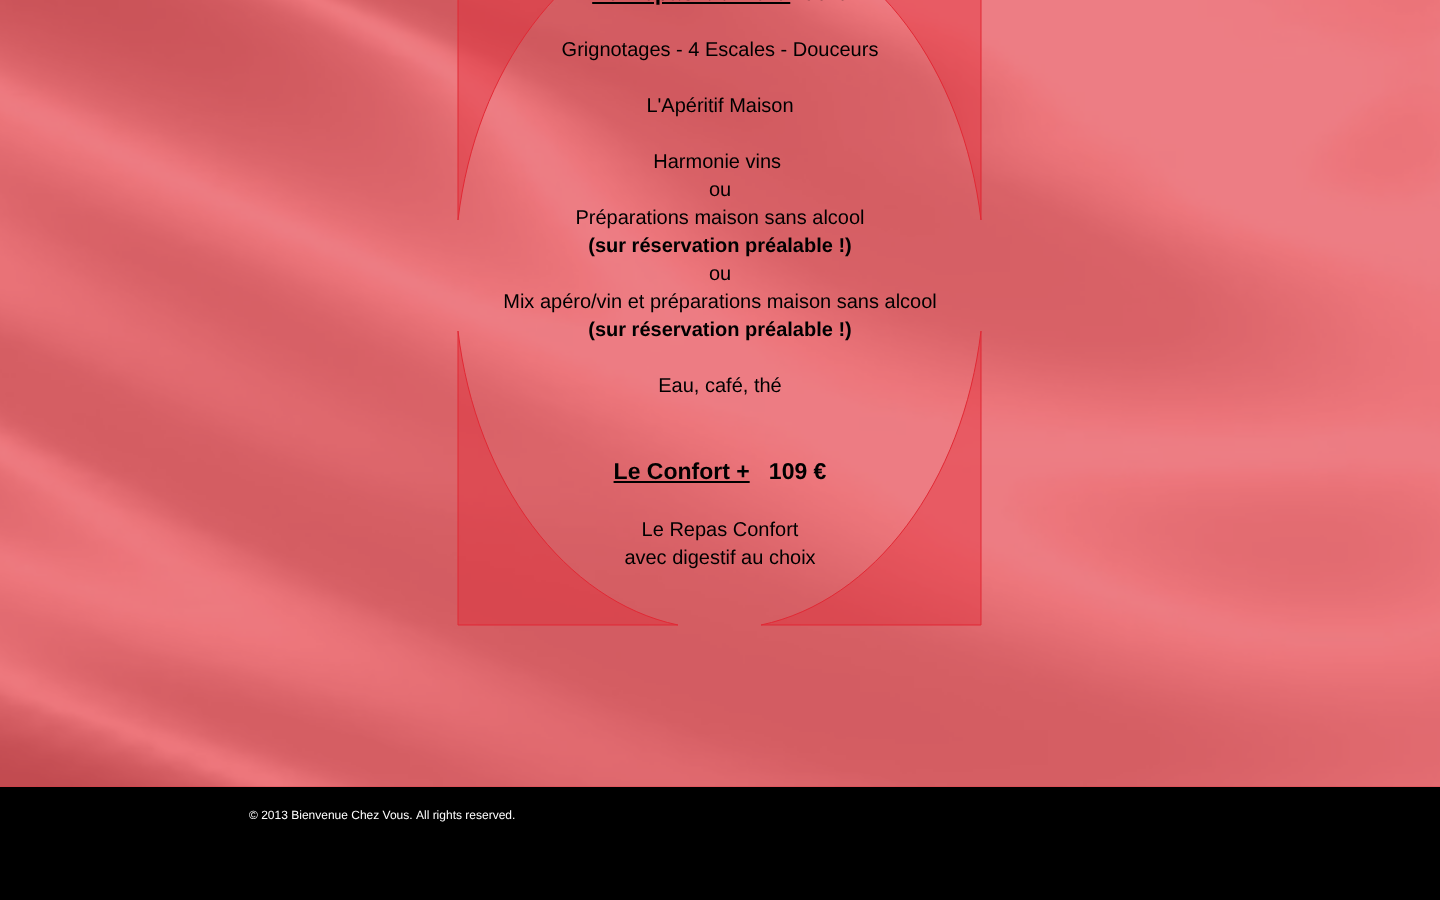 Grignotages - 4 Escales - Douceurs
L'Apéritif Maison
Harmonie vins
ou
Préparations maison sans alcool
(sur réservation préalable !)
ou
Mix apéro/vin et préparations maison sans alcool
(sur réservation préalable !)
Eau, café, thé
Le Confort + 109 €
Le Repas Confort
avec digestif au choix
© 2013 Bienvenue Chez Vous. All rights reserved.